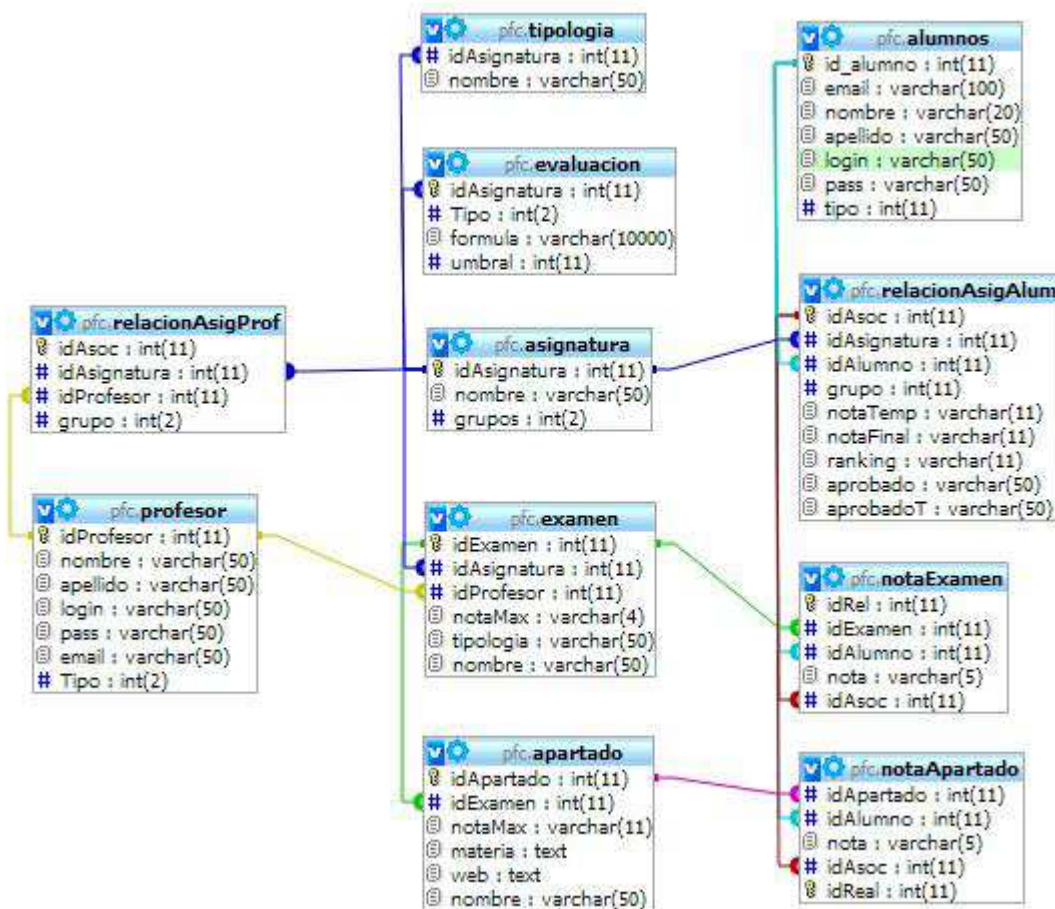 pfc.tipologia
# idAsignatura : int(11)
nombre : varchar(50)
pfc.evaluacion
idAsignatura : int(11)
# Tipo : int(2)
formula : varchar(10000)
# umbral : int(11)
pfc.relacionAsigProf
idAsoc : int(11)
# idAsignatura : int(11)
# idProfesor : int(11)
# grupo : int(2)
pfc.asignatura
idAsignatura : int(11)
nombre : varchar(50)
# grupos : int(2)
pfc.profesor
idProfesor : int(11)
nombre : varchar(50)
apellido : varchar(50)
login : varchar(50)
pass : varchar(50)
email : varchar(50)
# Tipo : int(2)
pfc.examen
idExamen : int(11)
# idAsignatura : int(11)
# idProfesor : int(11)
notaMax : varchar(4)
tipologia : varchar(50)
nombre : varchar(50)
pfc.apartado
idApartado : int(11)
# idExamen : int(11)
notaMax : varchar(11)
materia : text
web : text
nombre : varchar(50)
pfc.alumnos
id_alumno : int(11)
email : varchar(100)
nombre : varchar(20)
apellido : varchar(50)
login : varchar(50)
pass : varchar(50)
# tipo : int(11)
pfc.relacionAsigAlum
idAsoc : int(11)
# idAsignatura : int(11)
# idAlumno : int(11)
# grupo : int(11)
notaTemp : varchar(11)
notaFinal : varchar(11)
ranking : varchar(11)
aprobado : varchar(50)
aprobadoT : varchar(50)
pfc.notaExamen
idRel : int(11)
# idExamen : int(11)
# idAlumno : int(11)
nota : varchar(5)
# idAsoc : int(11)
pfc.notaApartado
# idApartado : int(11)
# idAlumno : int(11)
nota : varchar(5)
# idAsoc : int(11)
idReal : int(11)